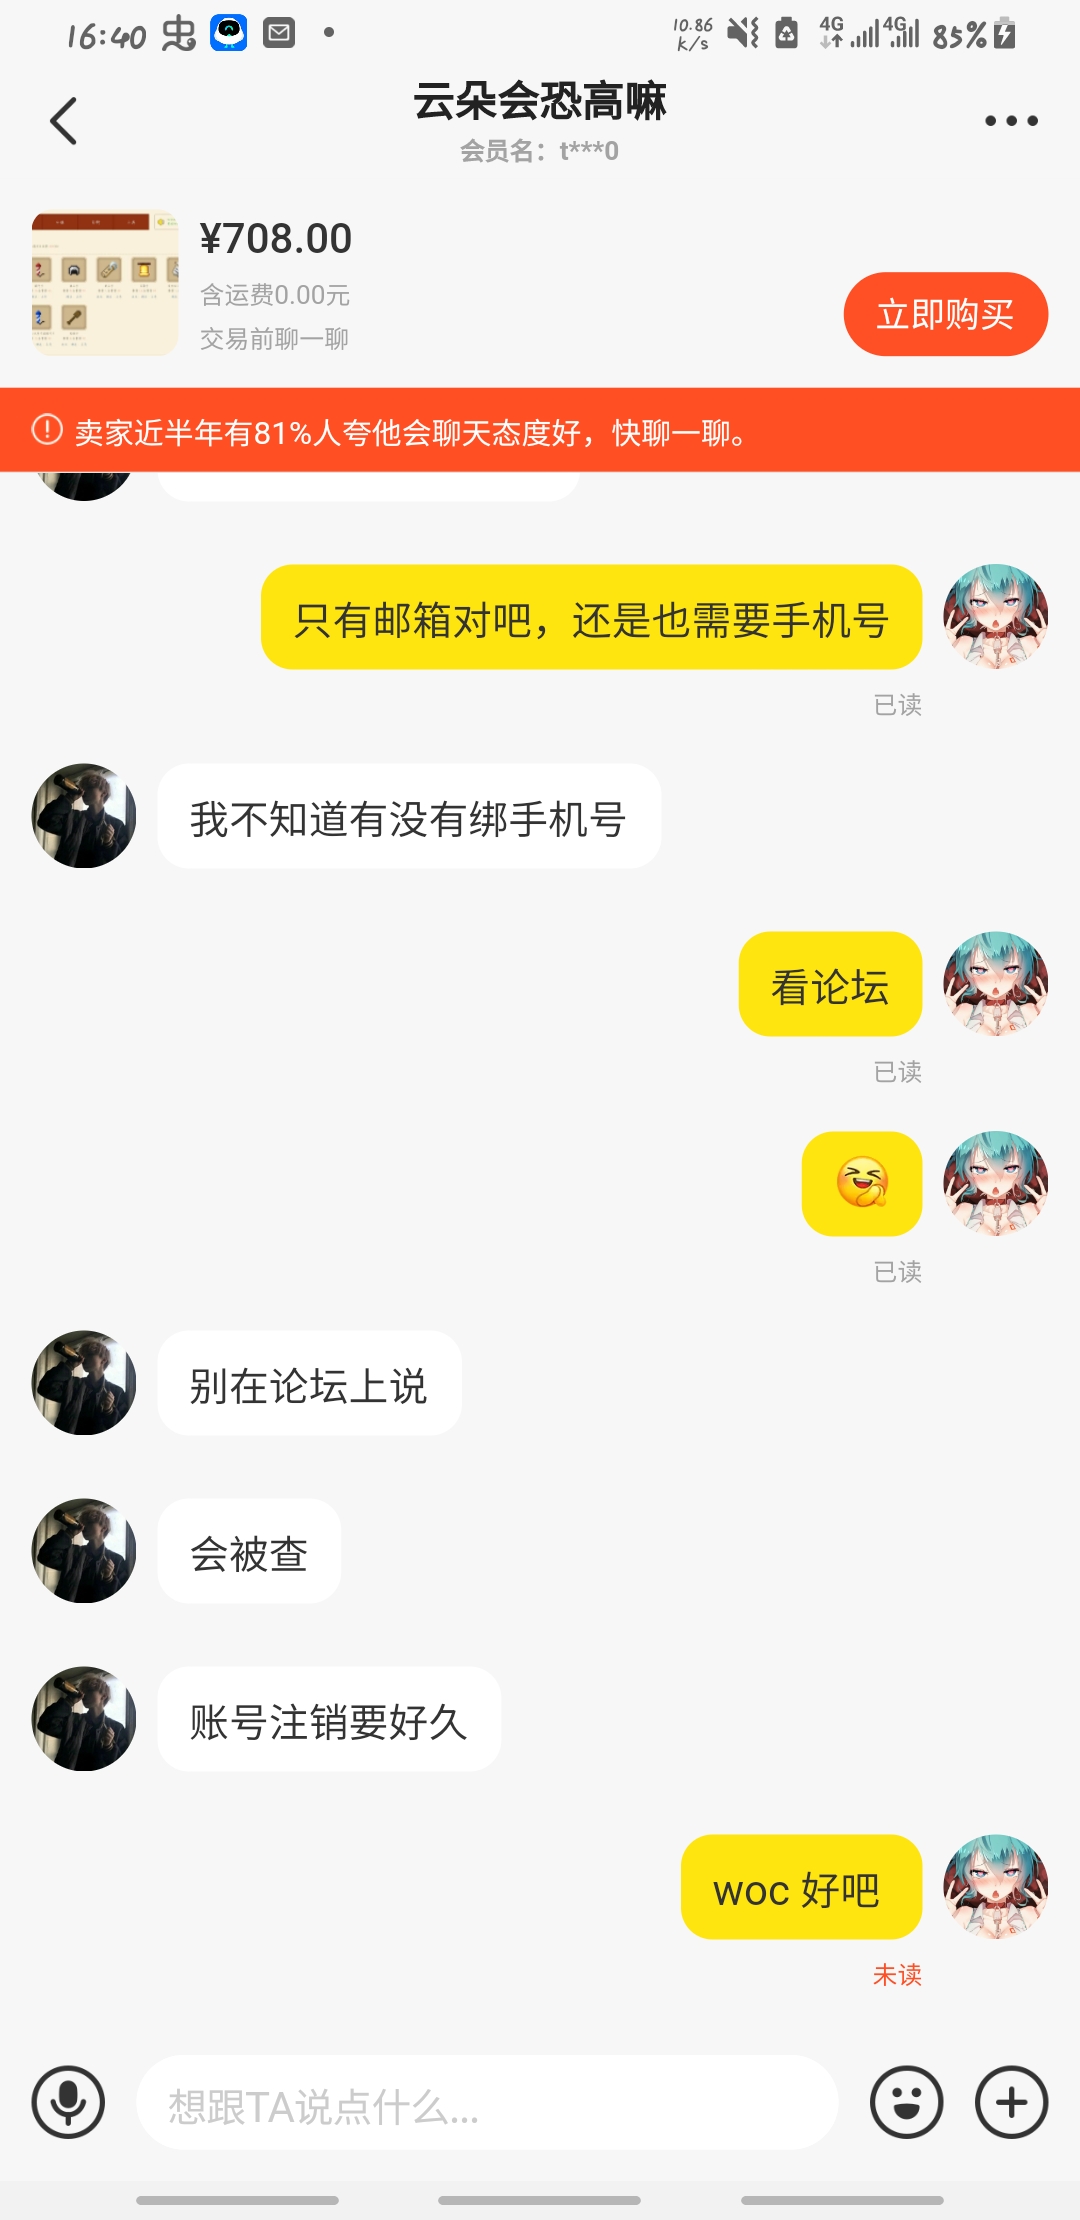 16:40
10.86
K/s
4G
4G
85%
云朵会恐高嘛
会员名：t***0
¥708.00
含运费0.00元
交易前聊一聊
立即购买
卖家近半年有81%人夸他会聊天态度好，快聊一聊。
只有邮箱对吧，还是也需要手机号
已读
我不知道有没有绑手机号
看论坛
已读
已读
别在论坛上说
会被查
账号注销要好久
woc 好吧
未读
想跟TA说点什么...